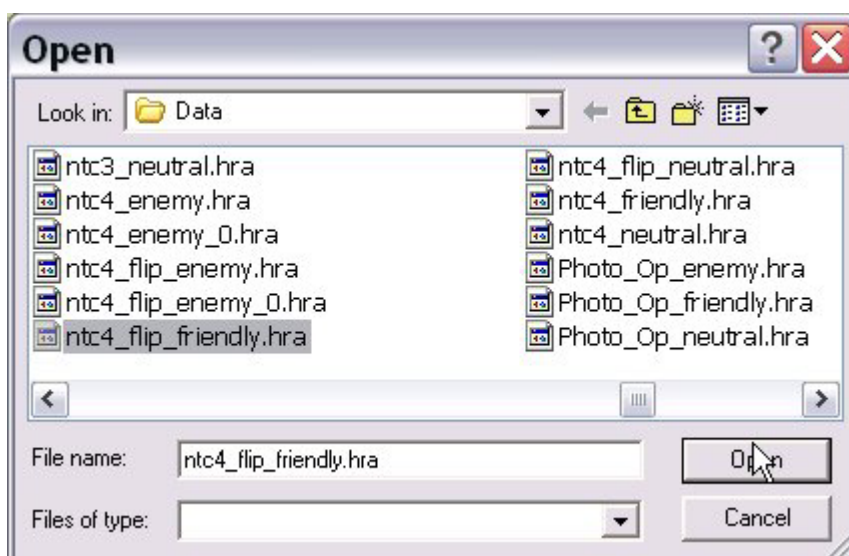 Open
Look in: Data
ntc3_neutral.hra
ntc4_enemy.hra
ntc4_enemy_0.hra
ntc4_flip_enemy.hra
ntc4_flip_enemy_0.hra
ntc4_flip_friendly.hra
ntc4_flip_neutral.hra
ntc4_friendly.hra
ntc4_neutral.hra
Photo_Op_enemy.hra
Photo_Op_friendly.hra
Photo_Op_neutral.hra
File name: ntc4_flip_friendly.hra Open
Files of type: Cancel